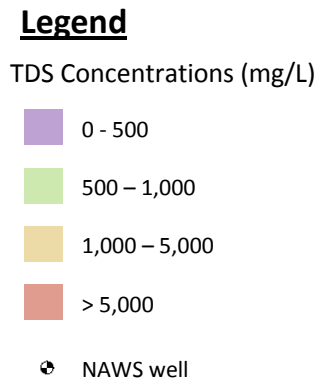 Legend
TDS Concentrations (mg/L)
0 - 500
500 – 1,000
1,000 – 5,000
> 5,000
NAWS well